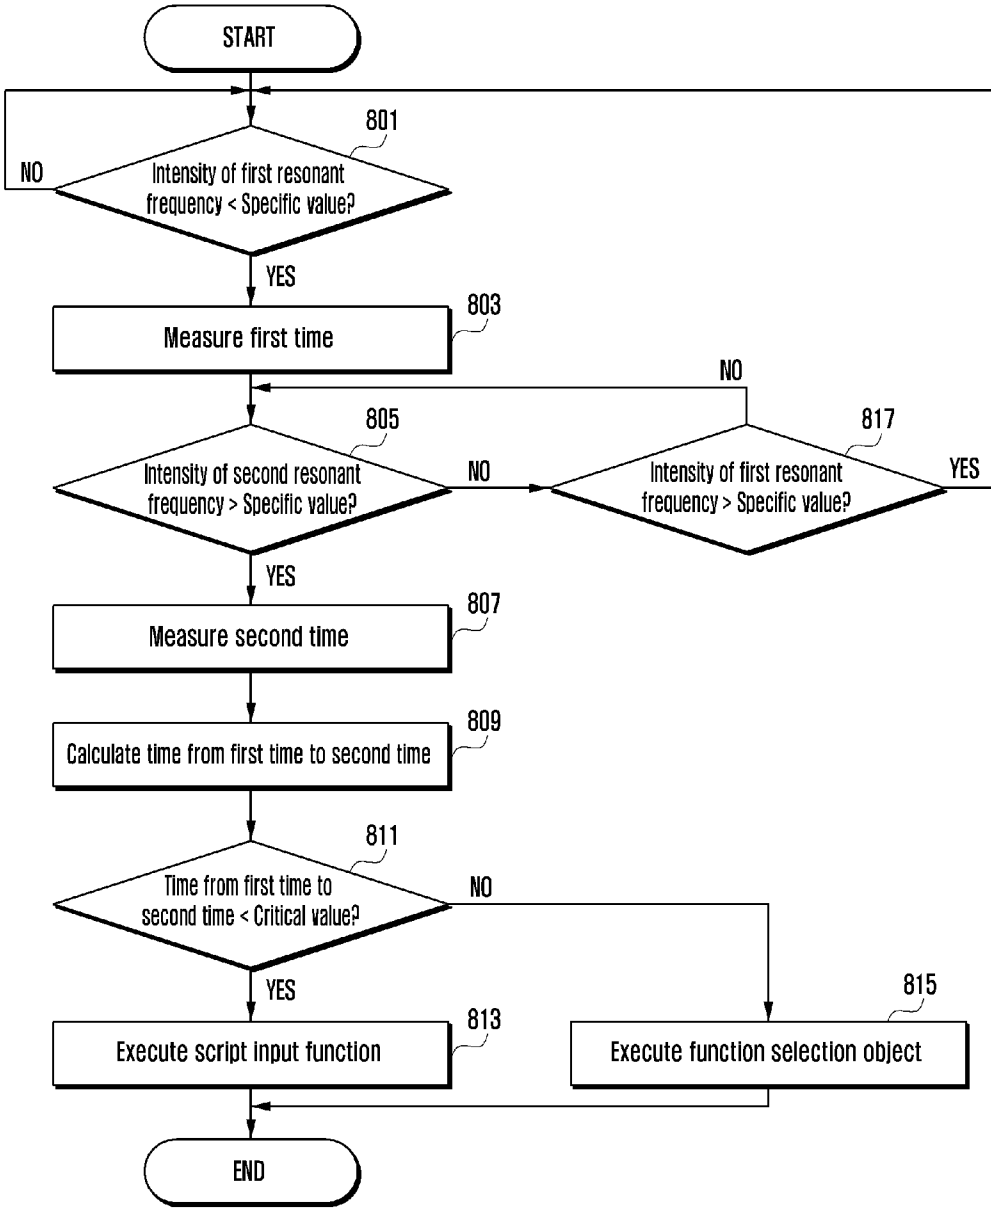 START
801
Intensity of first resonant
frequency < Specific value?
NO
YES
803
Measure first time
NO
805
Intensity of second resonant
frequency > Specific value?
NO
817
Intensity of first resonant
frequency > Specific value?
YES
YES
807
Measure second time
809
Calculate time from first time to second time
811
Time from first time to
second time < Critical value?
NO
YES
813
Execute script input function
815
Execute function selection object
END